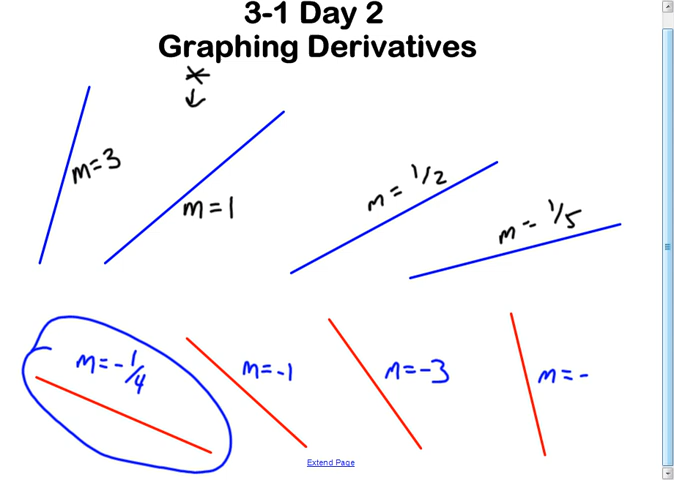 3-1 Day 2
Graphing Derivatives
m=3
m=1
m=1/2
m=1/5
m=-1/4
m=-1
m=-3
m=-
Extend Page